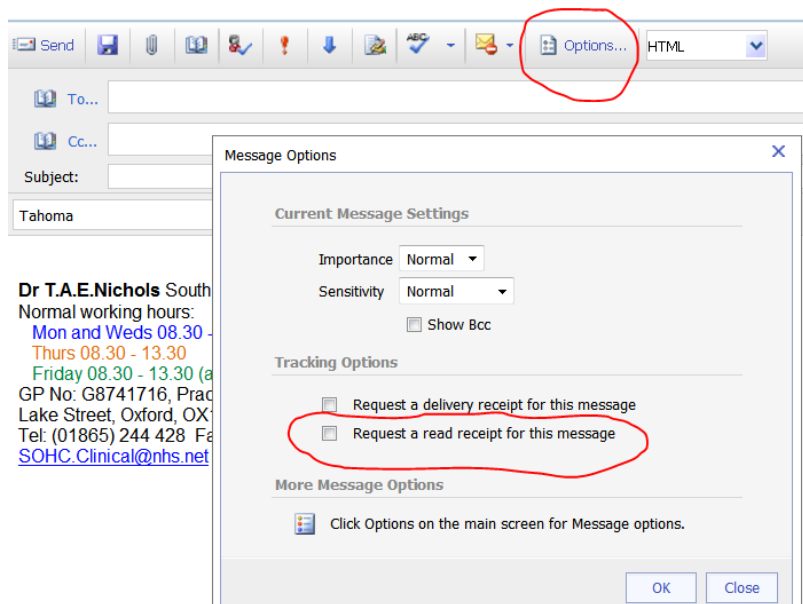 Send ABC Options... HTML
To...
Cc...
Subject:
Tahoma
Message Options
Current Message Settings
Importance Normal
Sensitivity Normal
Show Bcc
Tracking Options
Request a delivery receipt for this message
Request a read receipt for this message
More Message Options
Click Options on the main screen for Message options.
OK Close
Dr T.A.E.Nichols South
Normal working hours:
Mon and Weds 08.30 -
Thurs 08.30 - 13.30
Friday 08.30 - 13.30 (a
GP No: G8741716, Prac
Lake Street, Oxford, OX
Tel: (01865) 244 428 Fa
SOHC.Clinical@nhs.net